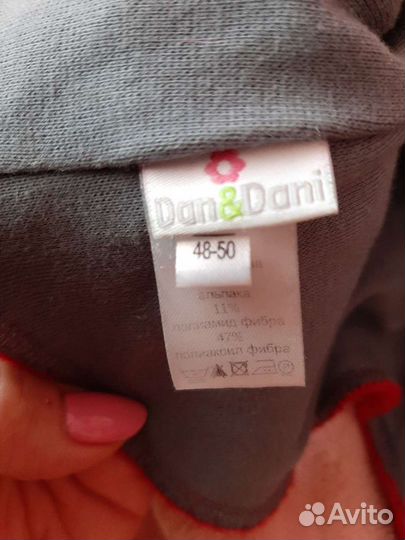 Dan&Dani
48-50
альпака
11%
полиамид фибра
47%
полиакрил фибра
Avito